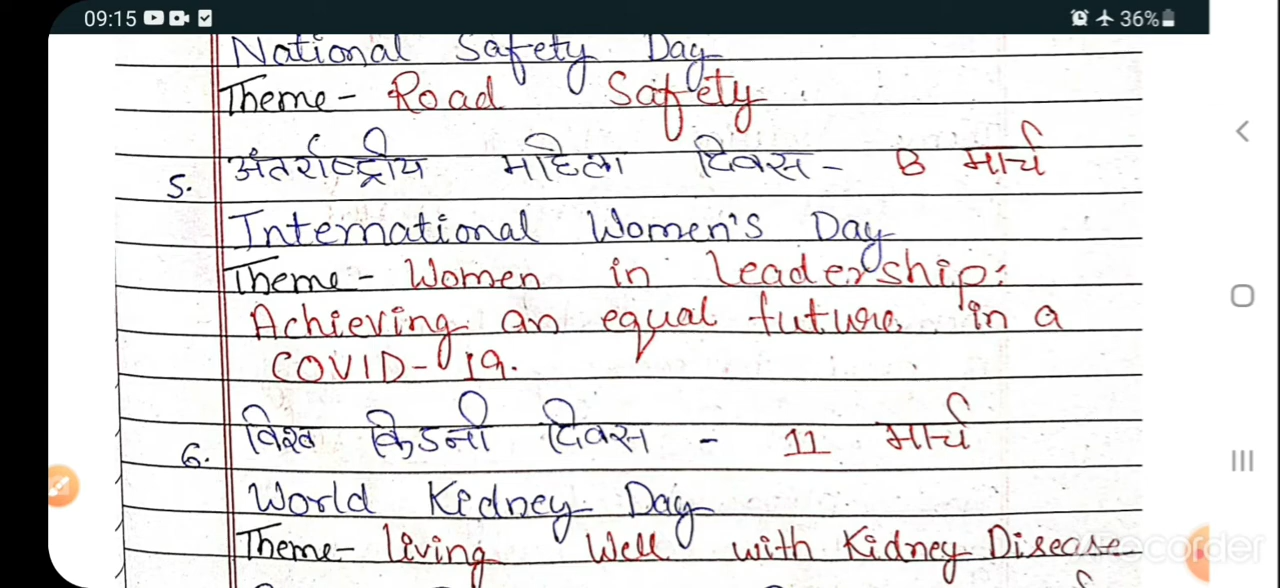 09:15 36%
National Safety Day
Theme- Road Safety
5. अंतर्राष्ट्रीय महिला दिवस - 8 मार्च
International Women's Day
Theme- Women in leadership:
Achieving an equal future in a
COVID-19.
6. विश्व किडनी दिवस - 11 मार्च
World Kidney Day
Theme- living Well with Kidney Disease